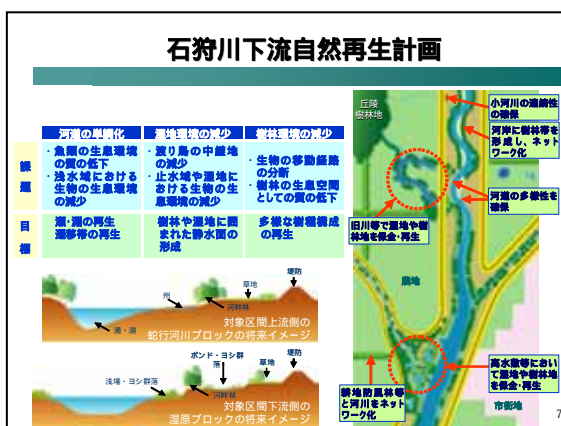 石狩川下流自然再生計画
河道の単調化
湿地環境の減少
樹林環境の減少
課
題
・魚類の生息環境
の質の低下
・浅水域における
生物の生息環境
の減少
・渡り鳥の中継地
の減少
・止水域や湿地に
おける生物の生
息環境の減少
・生物の移動経路
の分断
・樹林の生息空間
としての質の低下
目
標
瀬・淵の再生
遷移帯の再生
樹林や湿地に囲
まれた静水面の
形成
多様な樹種構成
の再生
堤防
草地
州
河畔林
瀬・淵
対象区間上流側の
蛇行河川ブロックの将来イメージ
ポンド・ヨシ群
落
堤防
草地
浅場・ヨシ群落
河畔林
対象区間下流側の
湿原ブロックの将来イメージ
丘陵
樹林地
小河川の連続性
の確保
河岸に樹林帯を
形成し、ネット
ワーク化
河道の多様性を
確保
旧川等で湿地や樹
林地を保全・再生
農地
高水敷等におい
て湿地や樹林地
を保全・再生
耕地防風林等
と河川をネット
ワーク化
市街地
7